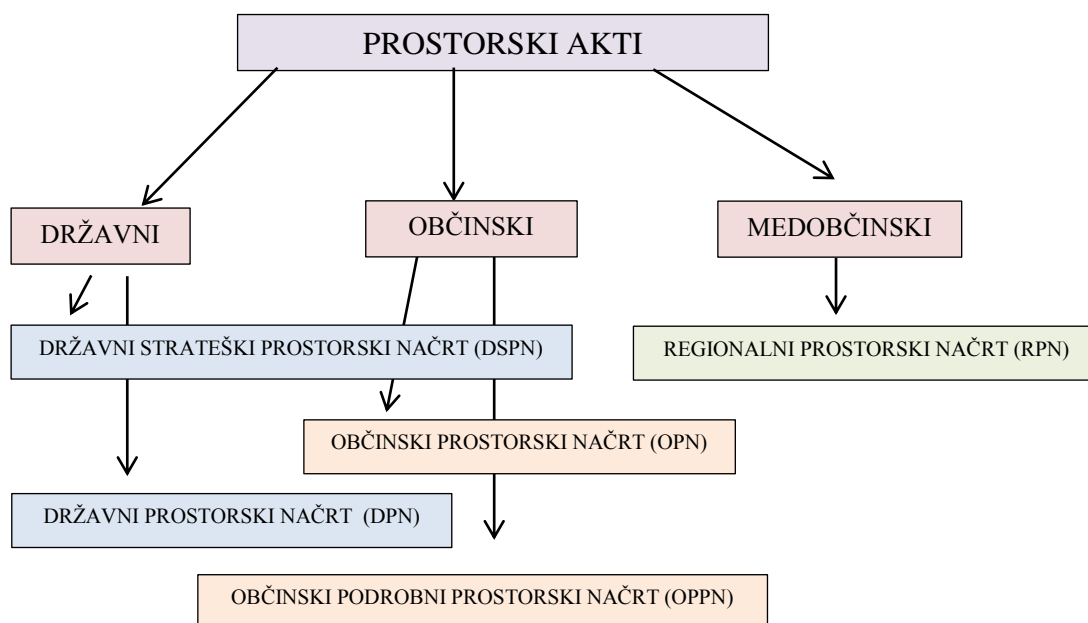 PROSTORSKI AKTI
DRŽAVNI
OBČINSKI
MEDOBČINSKI
DRŽAVNI STRATEŠKI PROSTORSKI NAČRT (DSPN)
REGIONALNI PROSTORSKI NAČRT (RPN)
OBČINSKI PROSTORSKI NAČRT (OPN)
DRŽAVNI PROSTORSKI NAČRT (DPN)
OBČINSKI PODROBNI PROSTORSKI NAČRT (OPPN)